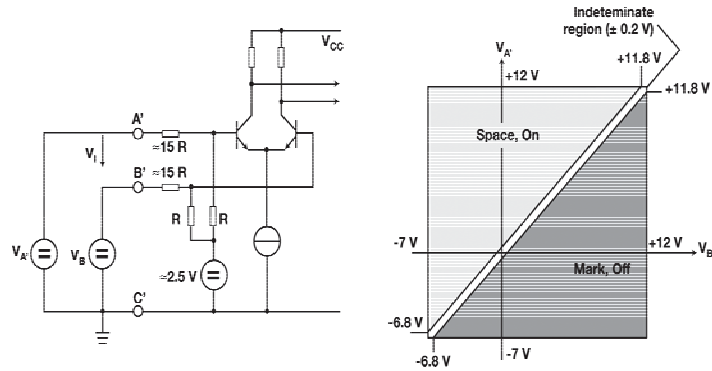 V_CC
A'
≈15 R
V_I
B' ≈15 R
R R
V_A'
V_B
≈2.5 V
C'
Indeteminate
region (± 0.2 V)
V_A'
+12 V
+11.8 V
+11.8 V
Space, On
-7 V
+12 V
V_B
Mark, Off
-6.8 V
-6.8 V
-7 V